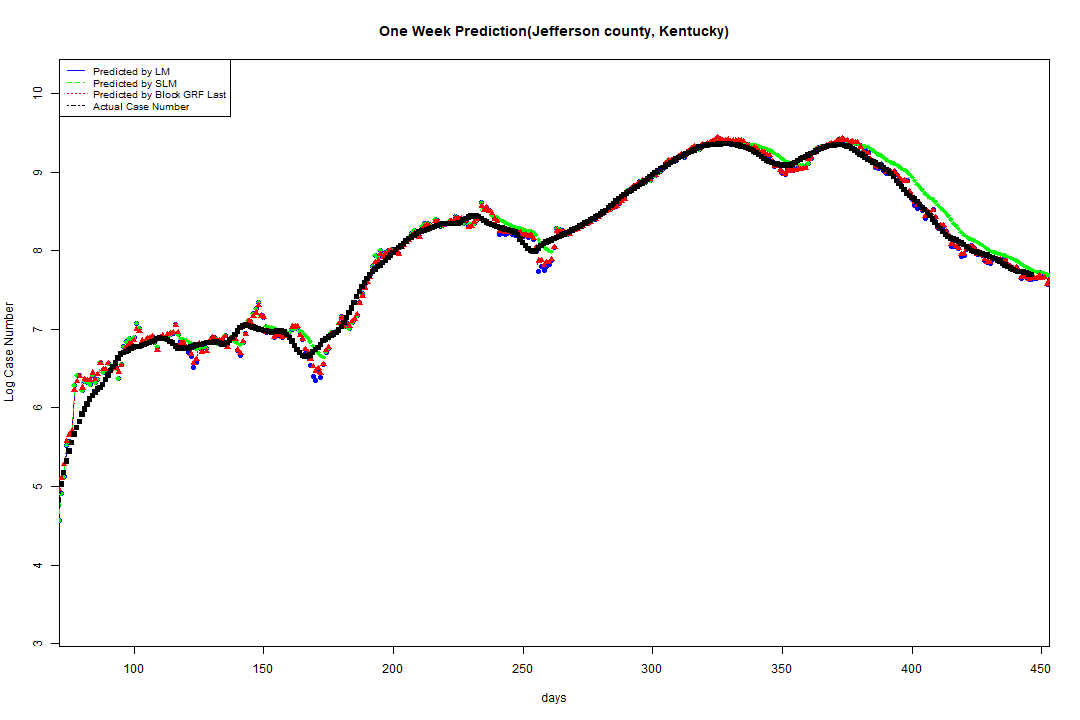 One Week Prediction(Jefferson county, Kentucky)
Predicted by LM
Predicted by SLM
Predicted by Block GRF Last
Actual Case Number
10
9
8
7
6
5
4
3
Log Case Number
100 150 200 250 300 350 400 450
days